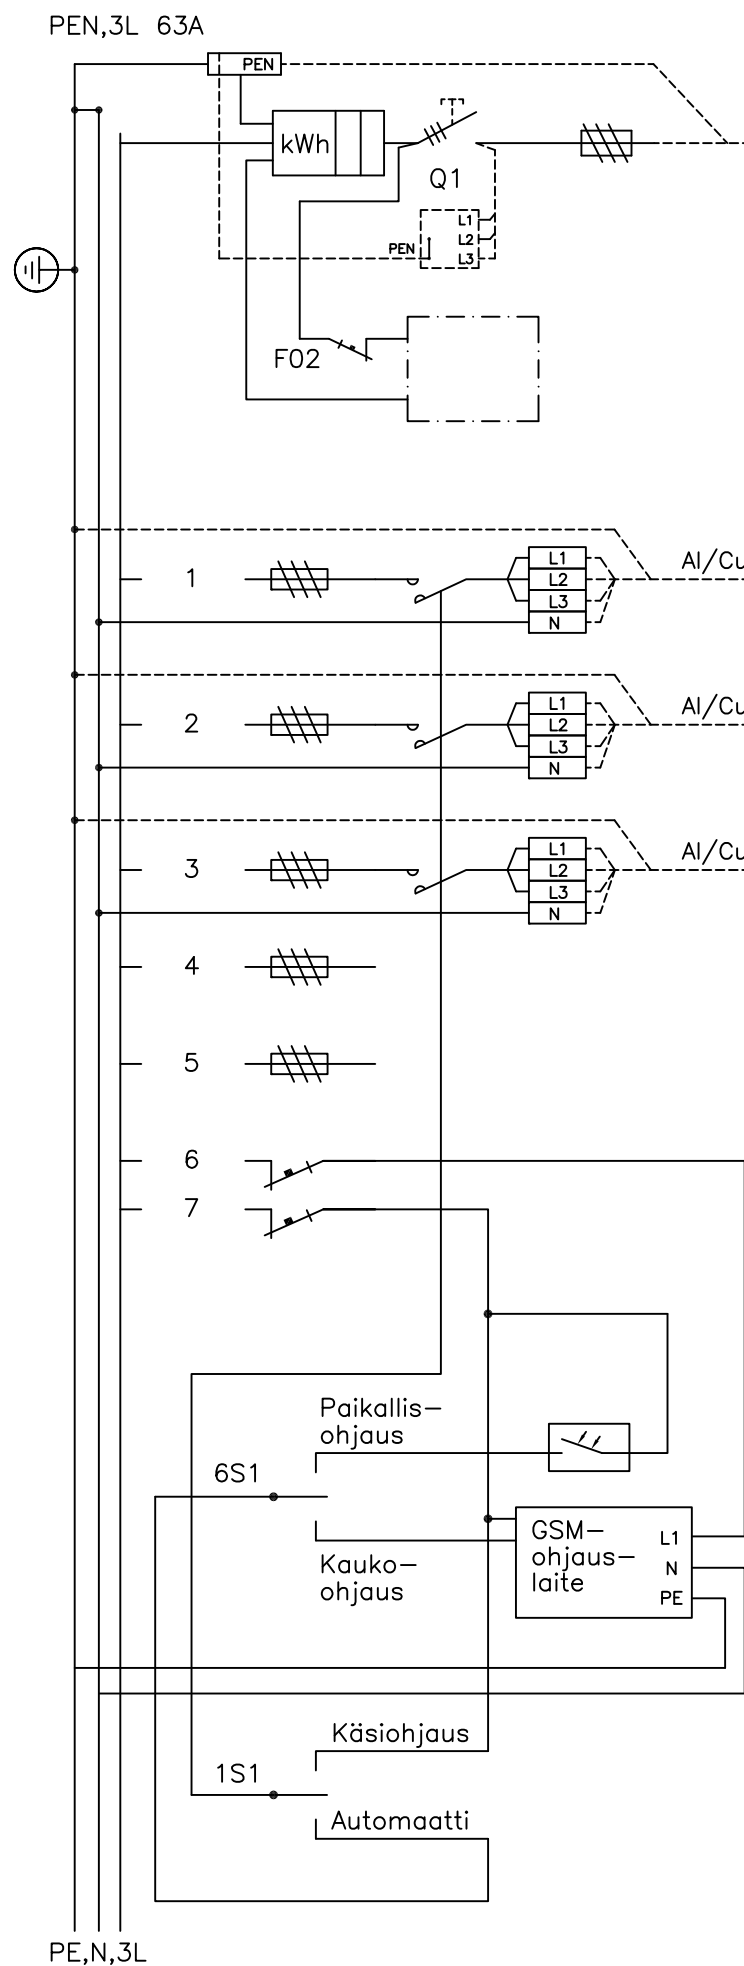 PEN,3L 63A
PEN
kWh
Q1
L1
L2
PEN
L3
F02
1
L1
L2
L3
N
Al/Cu
2
L1
L2
L3
N
Al/Cu
3
L1
L2
L3
N
Al/Cu
4
5
6
7
Paikallis-
ohjaus
6S1
Kauko-
ohjaus
GSM-
ohjaus-
laite
L1
N
PE
Käsiohjaus
1S1
Automaatti
PE,N,3L